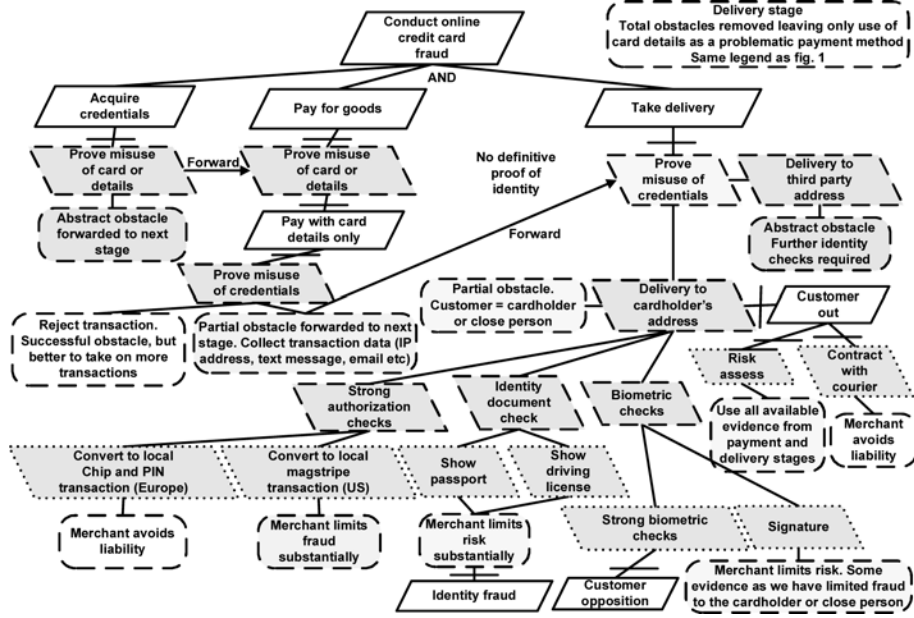 Conduct online
credit card
fraud
Delivery stage
Total obstacles removed leaving only use of
card details as a problematic payment method
Same legend as fig. 1
AND
Acquire
credentials
Pay for goods
Take delivery
Prove misuse
of card or
details
Forward
Prove misuse
of card or
details
No definitive
proof of
identity
Prove
misuse of
credentials
Delivery to
third party
address
Abstract obstacle
forwarded to next
stage
Pay with card
details only
Forward
Abstract obstacle
Further identity
checks required
Prove misuse
of credentials
Partial obstacle.
Customer = cardholder
or close person
Delivery to
cardholder's
address
Customer
out
Reject transaction.
Successful obstacle, but
better to take on more
transactions
Partial obstacle forwarded to next
stage. Collect transaction data (IP
address, text message, email etc)
Risk
assess
Contract
with
courier
Strong
authorization
checks
Identity
document
check
Biometric
checks
Use all available
evidence from
payment and
delivery stages
Merchant
avoids
liability
Convert to local
Chip and PIN
transaction (Europe)
Convert to local
magstripe
transaction (US)
Show
passport
Show
driving
license
Merchant avoids
liability
Merchant limits
fraud
substantially
Merchant limits
risk
substantially
Strong biometric
checks
Signature
Identity fraud
Customer
opposition
Merchant limits risk. Some
evidence as we have limited fraud
to the cardholder or close person